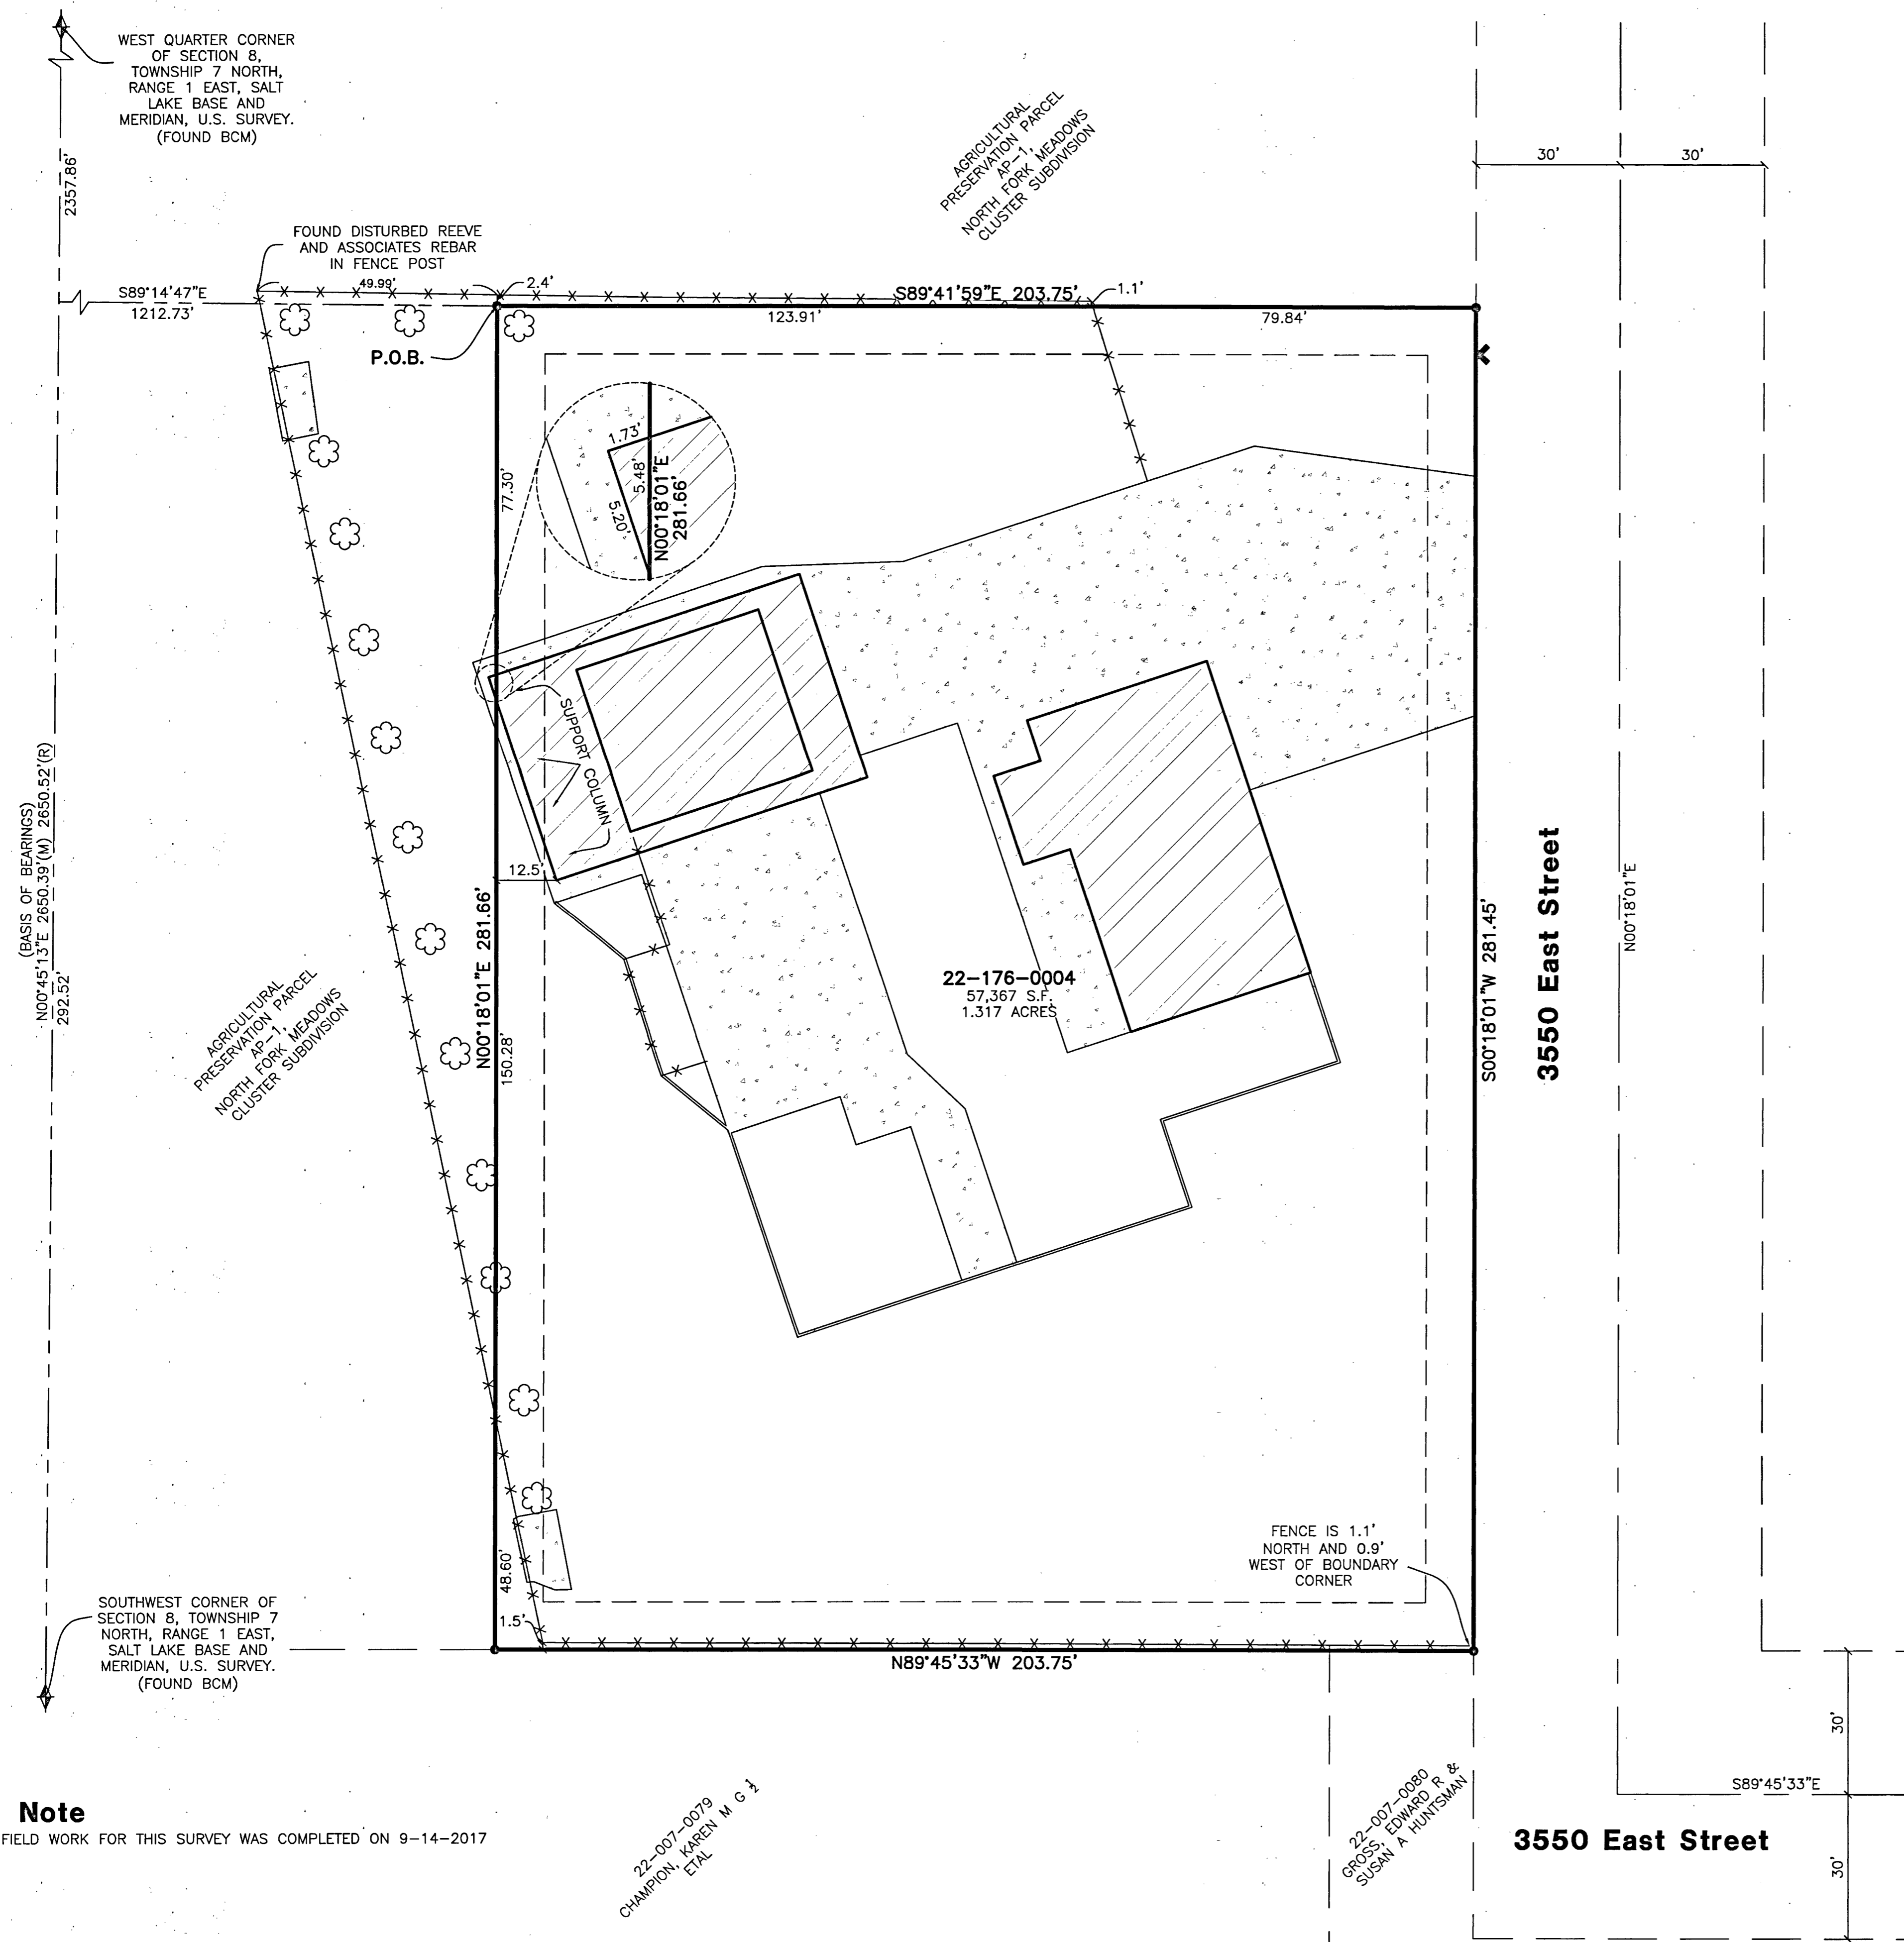 WEST QUARTER CORNER
OF SECTION 8,
TOWNSHIP 7 NORTH,
RANGE 1 EAST, SALT
LAKE BASE AND
MERIDIAN, U.S. SURVEY.
(FOUND BCM)
2357.86'
AGRICULTURAL
PRESERVATION PARCEL
AP-1,
NORTH FORK MEADOWS
CLUSTER SUBDIVISION
30'
30'
FOUND DISTURBED REEVE
AND ASSOCIATES REBAR
IN FENCE POST
49.99'
2.4'
S89°14'47"E
1212.73'
S89°41'59"E 203.75'
1.1'
123.91'
79.84'
P.O.B.
77.30'
1.73'
5.48'
5.20'
N00°18'01"E
281.66'
SUPPORT COLUMN
12.5'
(BASIS OF BEARINGS)
N00°45'13"E 2650.39'(M) 2650.52'(R)
292.52'
N00°18'01"E 281.66'
150.28'
22-176-0004
57,367 S.F.
1.317 ACRES
S00°18'01"W 281.45'
3550 East Street
N00°18'01"E
AGRICULTURAL
PRESERVATION PARCEL
AP-1,
NORTH FORK MEADOWS
CLUSTER SUBDIVISION
48.60'
1.5'
FENCE IS 1.1'
NORTH AND 0.9'
WEST OF BOUNDARY
CORNER
SOUTHWEST CORNER OF
SECTION 8, TOWNSHIP 7
NORTH, RANGE 1 EAST,
SALT LAKE BASE AND
MERIDIAN, U.S. SURVEY.
(FOUND BCM)
N89°45'33"W 203.75'
30'
S89°45'33"E
30'
3550 East Street
22-007-0079
CHAMPION, KAREN M G ½
ETAL
22-007-0080
GROSS, EDWARD R &
SUSAN A HUNTSMAN
Note
FIELD WORK FOR THIS SURVEY WAS COMPLETED ON 9-14-2017